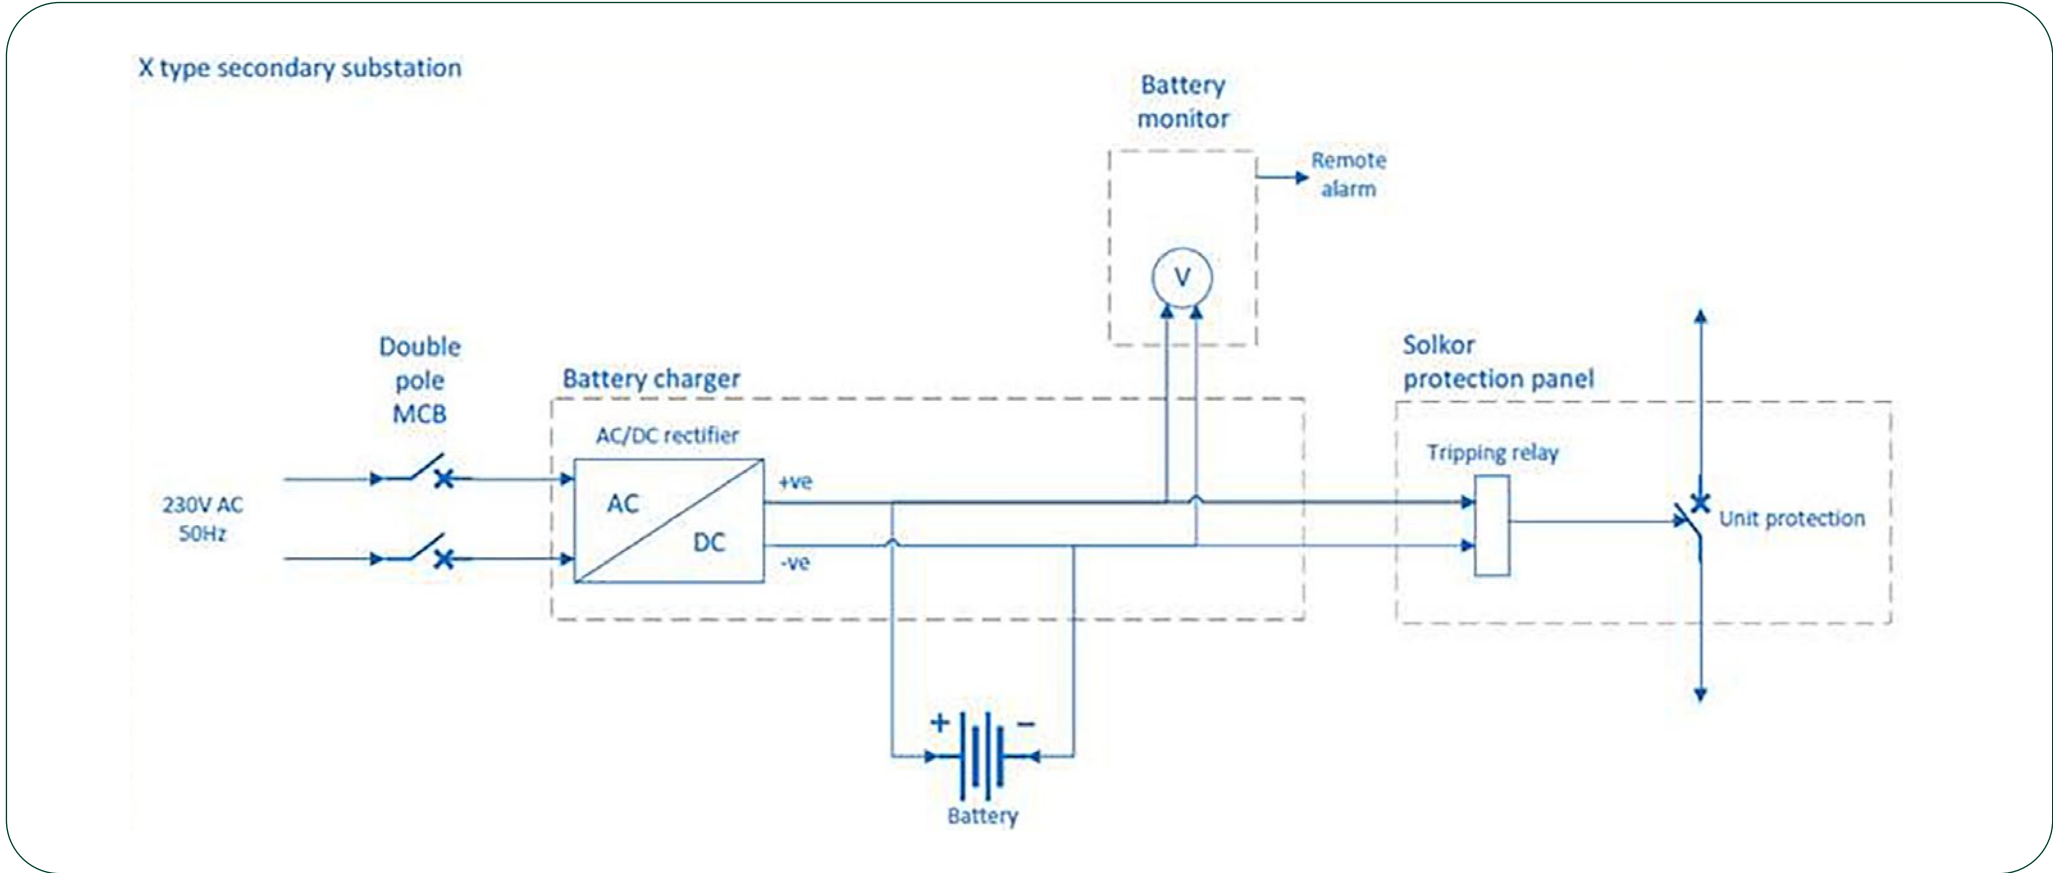 X type secondary substation
Battery
monitor
Remote
alarm
V
Double
pole
MCB
Battery charger
Solkor
protection panel
AC/DC rectifier
Tripping relay
230V AC
50Hz
AC
DC
+ve
-ve
Unit protection
+ −
Battery